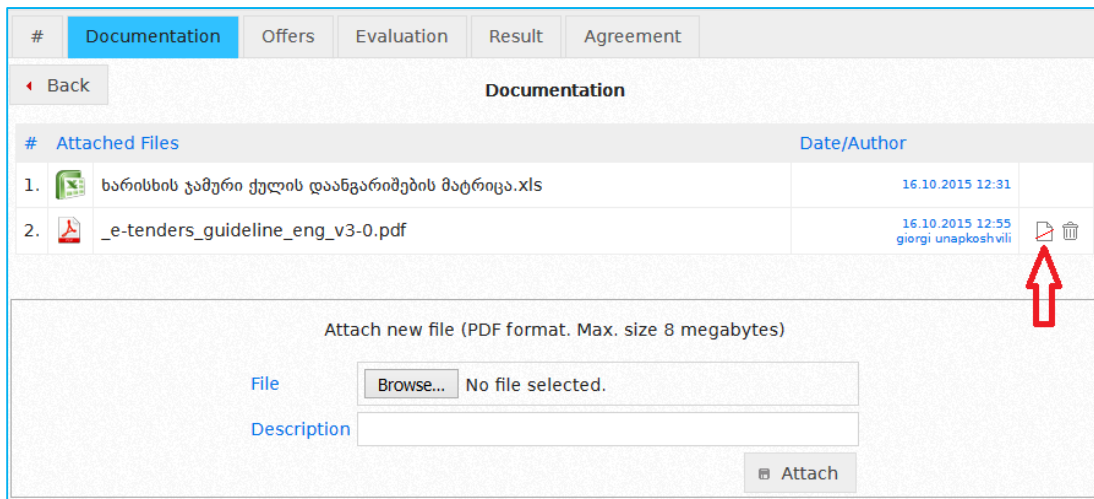 # Documentation Offers Evaluation Result Agreement
Back
Documentation
# Attached Files Date/Author
1. ხარისხის ჯამური ქულის დაანგარიშების მატრიცა.xls 16.10.2015 12:31
2. _e-tenders_guideline_eng_v3-0.pdf 16.10.2015 12:55
giorgi unapkoshvili
Attach new file (PDF format. Max. size 8 megabytes)
File Browse... No file selected.
Description
Attach